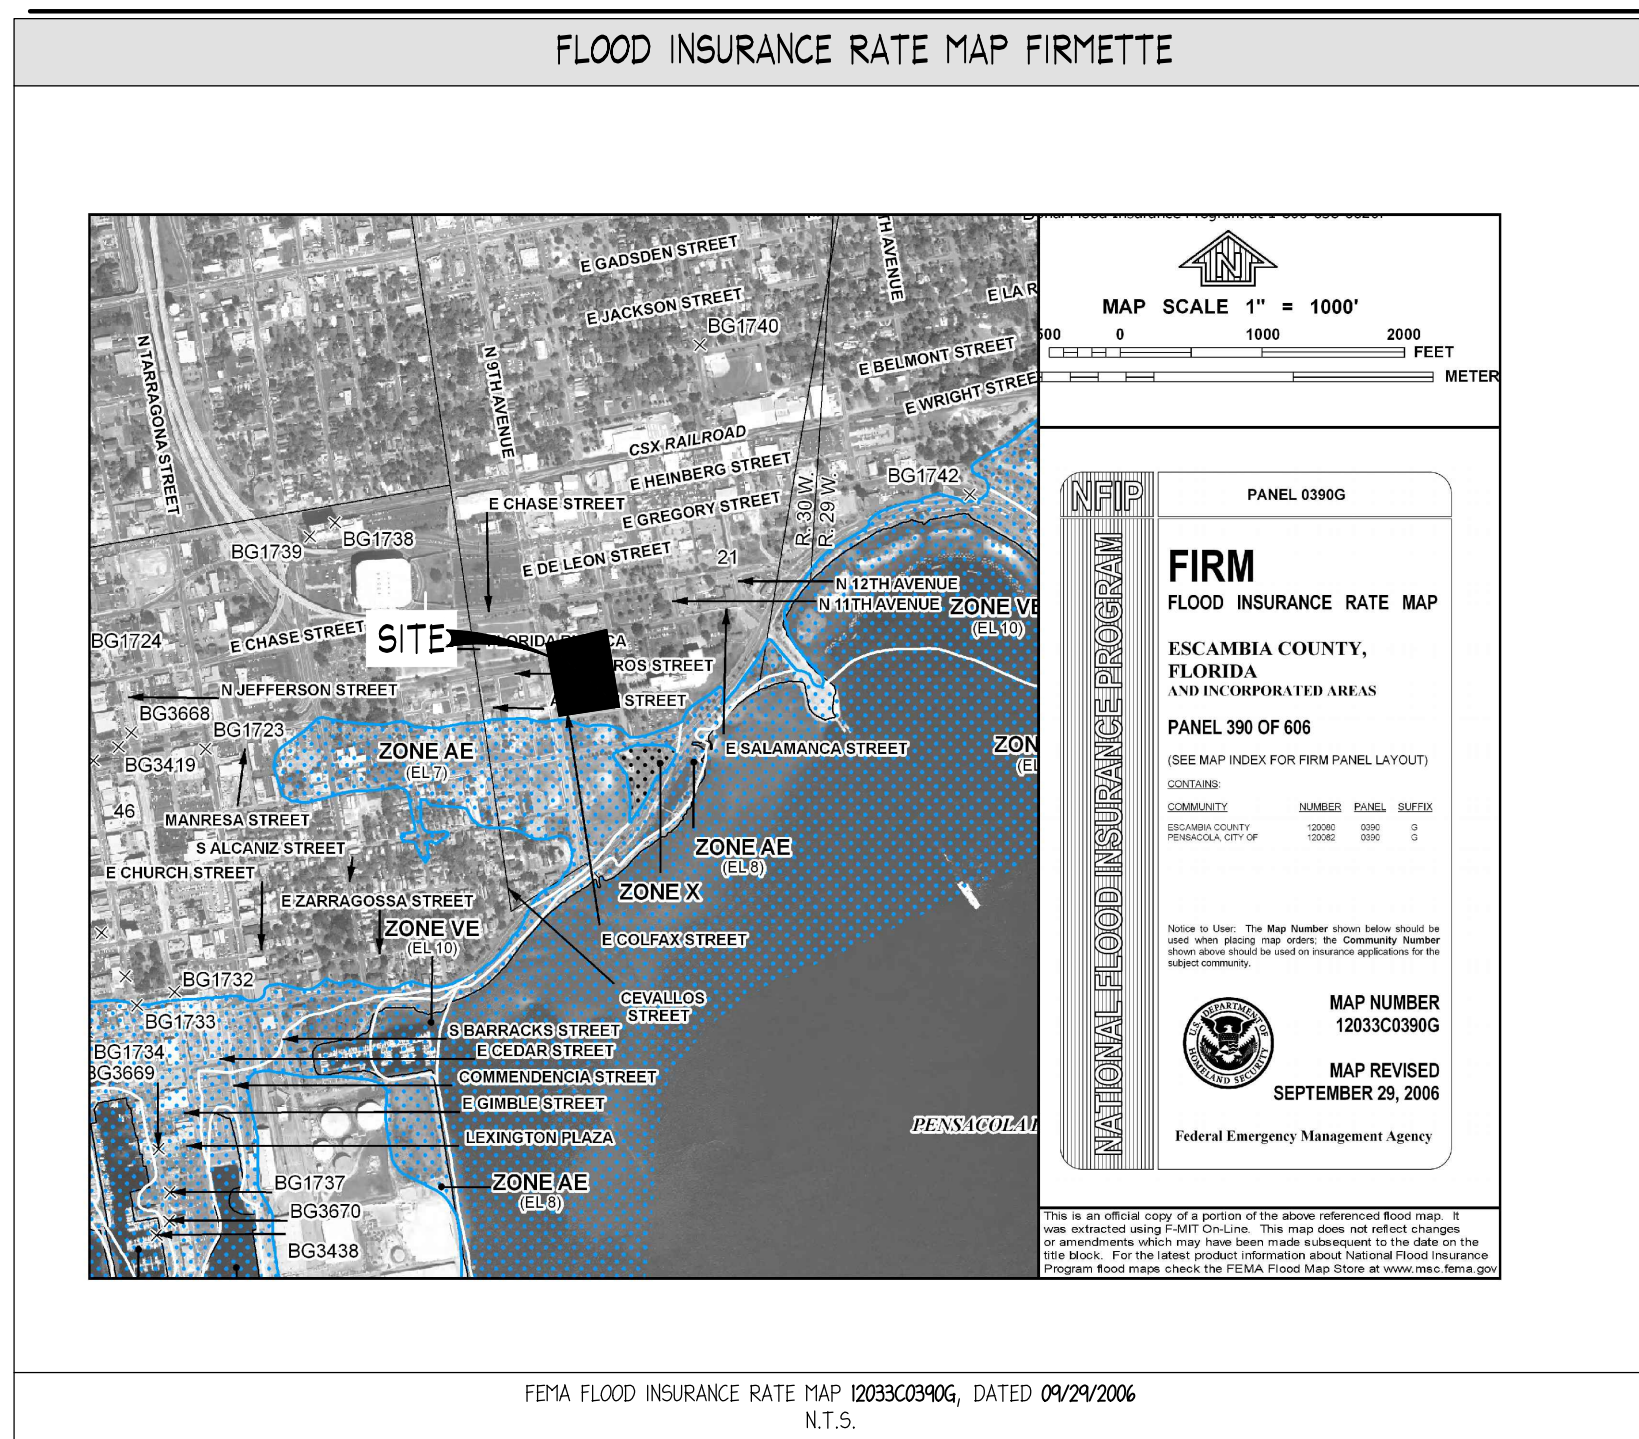 FLOOD INSURANCE RATE MAP FIRMETTE
E GADSDEN STREET
E JACKSON STREET
BG1740
E LA R
TH AVENUE
E BELMONT STREET
E WRIGHT STREE
N TARRAGONA STREET
N 9TH AVENUE
CSX RAILROAD
E HEINBERG STREET
BG1742
E CHASE STREET
E GREGORY STREET
R. 30 W.
R. 29 W.
BG1739
BG1738
E DE LEON STREET
21
N 12TH AVENUE
N 11TH AVENUE
ZONE VE
(EL 10)
BG1724
E CHASE STREET
SITE
ROS STREET
N JEFFERSON STREET
STREET
BG3668
BG1723
BG3419
ZONE AE
(EL 7)
E SALAMANCA STREET
ZON
(EL
46
MANRESA STREET
S ALCANIZ STREET
ZONE AE
(EL 8)
E CHURCH STREET
ZONE X
E ZARRAGOSSA STREET
ZONE VE
(EL 10)
E COLFAX STREET
BG1732
CEVALLOS
STREET
BG1733
S BARRACKS STREET
BG1734
E CEDAR STREET
BG3669
COMMENDENCIA STREET
E GIMBLE STREET
PENSACOLA
LEXINGTON PLAZA
BG1737
ZONE AE
(EL 8)
BG3670
BG3438
MAP SCALE 1" = 1000'
500 0 1000 2000
FEET
METER
NFIP
PANEL 0390G
NATIONAL FLOOD INSURANCE PROGRAM
FIRM
FLOOD INSURANCE RATE MAP
ESCAMBIA COUNTY,
FLORIDA
AND INCORPORATED AREAS
PANEL 390 OF 606
(SEE MAP INDEX FOR FIRM PANEL LAYOUT)
CONTAINS:
COMMUNITY NUMBER PANEL SUFFIX
ESCAMBIA COUNTY 120080 0390 G
PENSACOLA, CITY OF 120082 0390 G
Notice to User: The Map Number shown below should be
used when placing map orders; the Community Number
shown above should be used on insurance applications for the
subject community.
U.S. DEPARTMENT OF HOMELAND SECURITY
MAP NUMBER
12033C0390G
MAP REVISED
SEPTEMBER 29, 2006
Federal Emergency Management Agency
This is an official copy of a portion of the above referenced flood map. It
was extracted using F-MIT On-Line. This map does not reflect changes
or amendments which may have been made subsequent to the date on the
title block. For the latest product information about National Flood Insurance
Program flood maps check the FEMA Flood Map Store at www.msc.fema.gov
FEMA FLOOD INSURANCE RATE MAP 12033C0390G, DATED 09/29/2006
N.T.S.